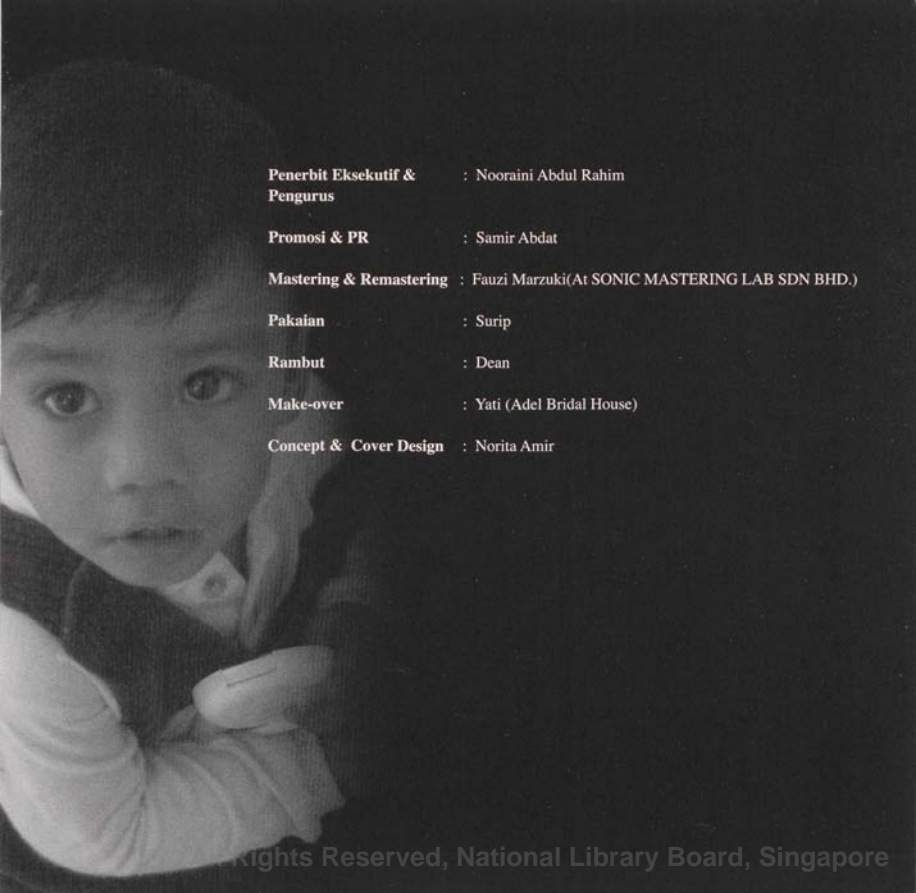 Penerbit Eksekutif & : Nooraini Abdul Rahim
Pengurus
Promosi & PR : Samir Abdat
Mastering & Remastering : Fauzi Marzuki(At SONIC MASTERING LAB SDN BHD.)
Pakaian : Surip
Rambut : Dean
Make-over : Yati (Adel Bridal House)
Concept & Cover Design : Norita Amir
Rights Reserved, National Library Board, Singapore